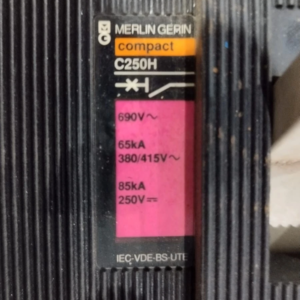 MERLIN GERIN
compact
C250H
690V~
65kA
380/415V~
85kA
250V⎓
IEC-VDE-BS-UTE